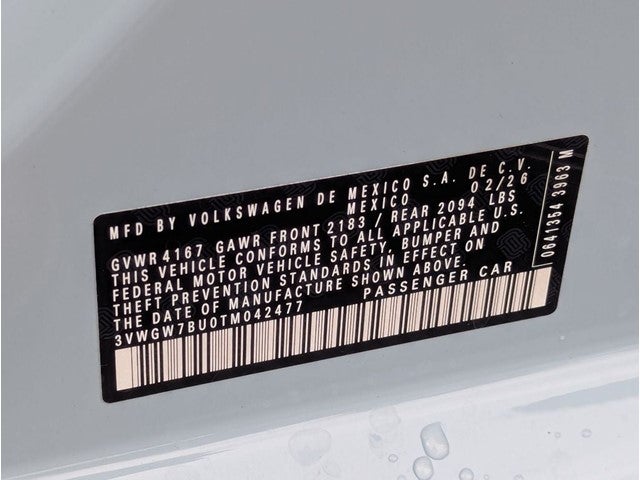 MFD BY VOLKSWAGEN DE MEXICO S.A. DE C.V.
MEXICO 02/26
GVWR 4167 GAWR FRONT 2183 / REAR 2094 LBS
THIS VEHICLE CONFORMS TO ALL APPLICABLE U.S.
FEDERAL MOTOR VEHICLE SAFETY, BUMPER AND
THEFT PREVENTION STANDARDS IN EFFECT ON
THE DATE OF MANUFACTURE SHOWN ABOVE.
3VWGW7BU0TM042477 PASSENGER CAR
0641354 3963 M